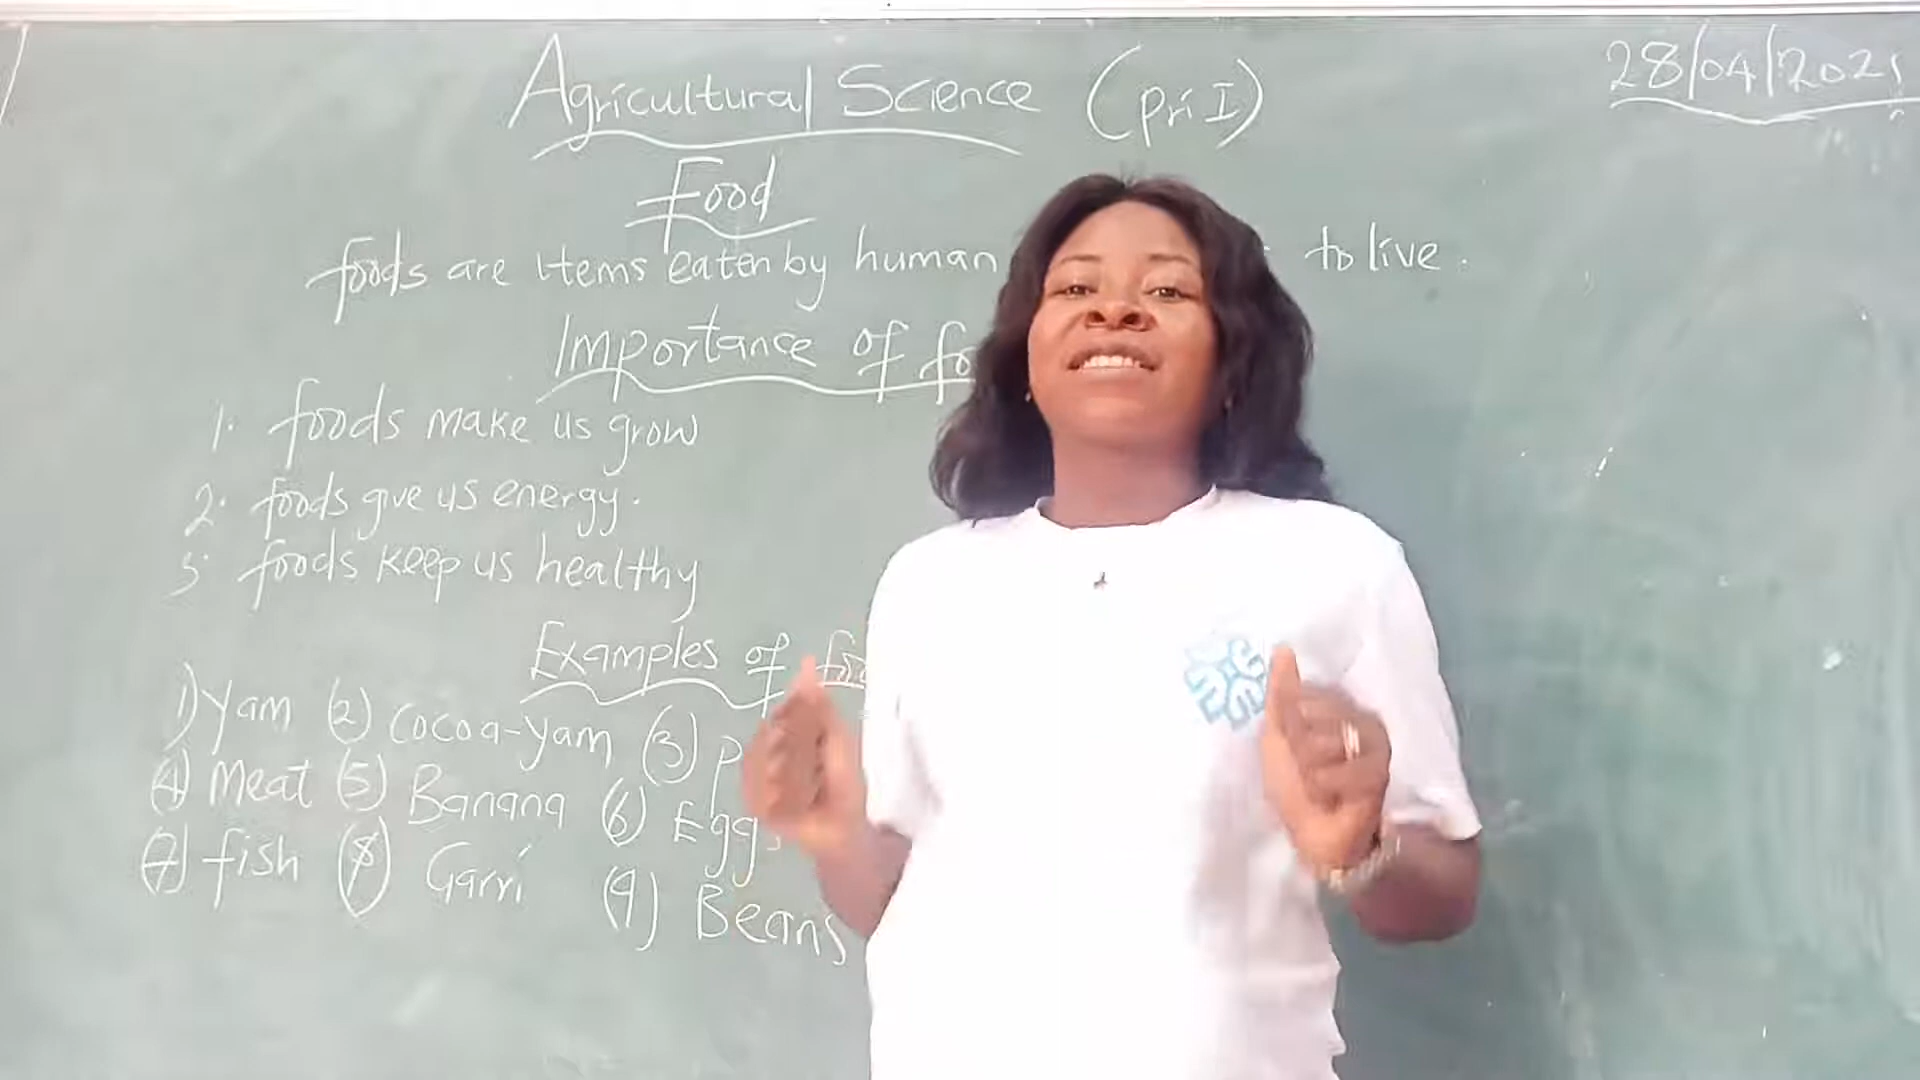 Agricultural Science (pri I)
28/04/2021
Food
foods are items eaten by human to live.
Importance of
1. foods make us grow
2. foods give us energy.
3. foods keep us healthy
Examples of
1) Yam (2) Cocoa-yam (3)
(4) Meat (5) Banana (6) Eggs
(7) fish (8) Garri (9) Beans